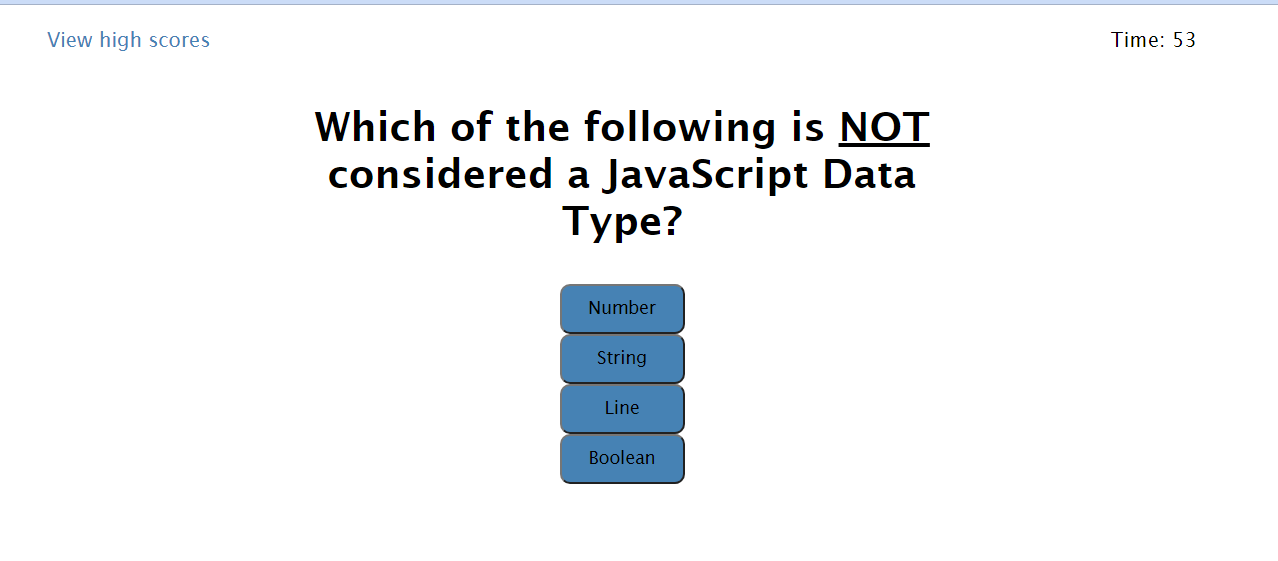 View high scores
Time: 53
Which of the following is NOT
considered a JavaScript Data
Type?
Number
String
Line
Boolean